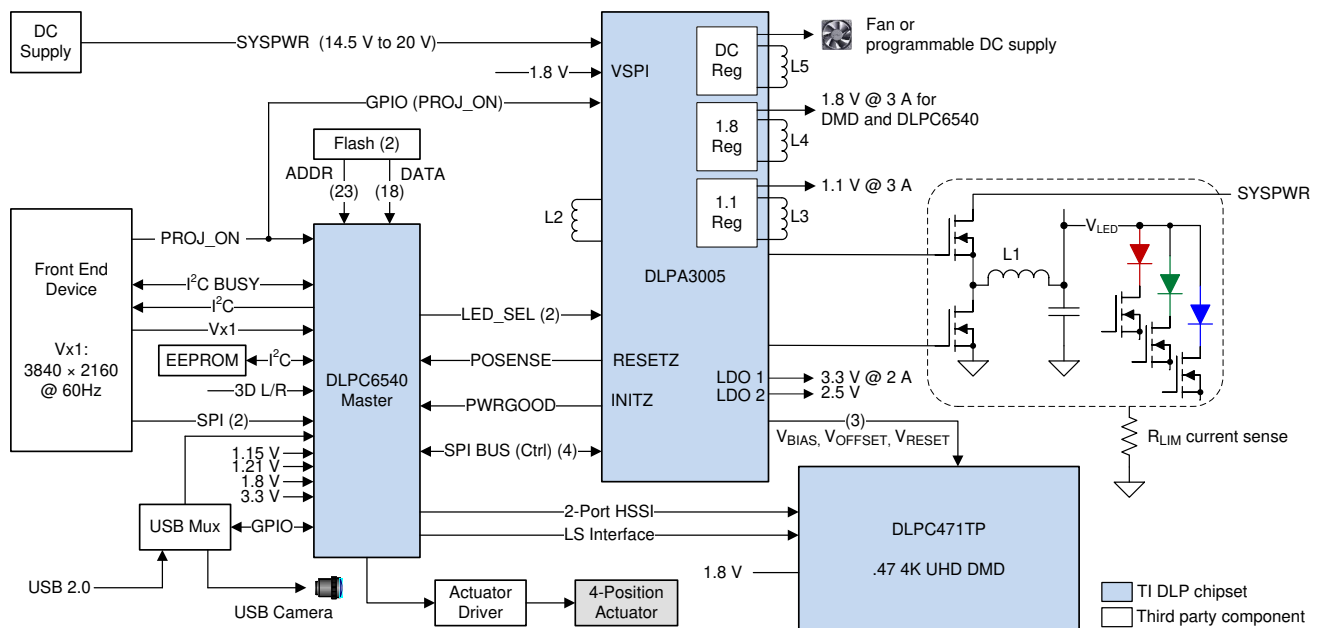 DC
Supply
SYSPWR (14.5 V to 20 V)
1.8 V
VSPI
GPIO (PROJ_ON)
DC
Reg
L5
Fan or
programmable DC supply
1.8
Reg
L4
1.8 V @ 3 A for
DMD and DLPC6540
1.1
Reg
L3
1.1 V @ 3 A
Flash (2)
ADDR
(23)
DATA
(18)
L2
DLPA3005
SYSPWR
V_LED
L1
Front End
Device
Vx1:
3840 × 2160
@ 60Hz
PROJ_ON
I²C BUSY
I²C
Vx1
EEPROM
I²C
3D L/R
SPI (2)
1.15 V
1.21 V
1.8 V
3.3 V
DLPC6540
Master
LED_SEL (2)
POSENSE
RESETZ
PWRGOOD
INITZ
SPI BUS (Ctrl) (4)
LDO 1
3.3 V @ 2 A
LDO 2
2.5 V
(3)
V_BIAS, V_OFFSET, V_RESET
R_LIM current sense
USB Mux
GPIO
2-Port HSSI
LS Interface
DLPC471TP
.47 4K UHD DMD
1.8 V
USB 2.0
USB Camera
Actuator
Driver
4-Position
Actuator
TI DLP chipset
Third party component